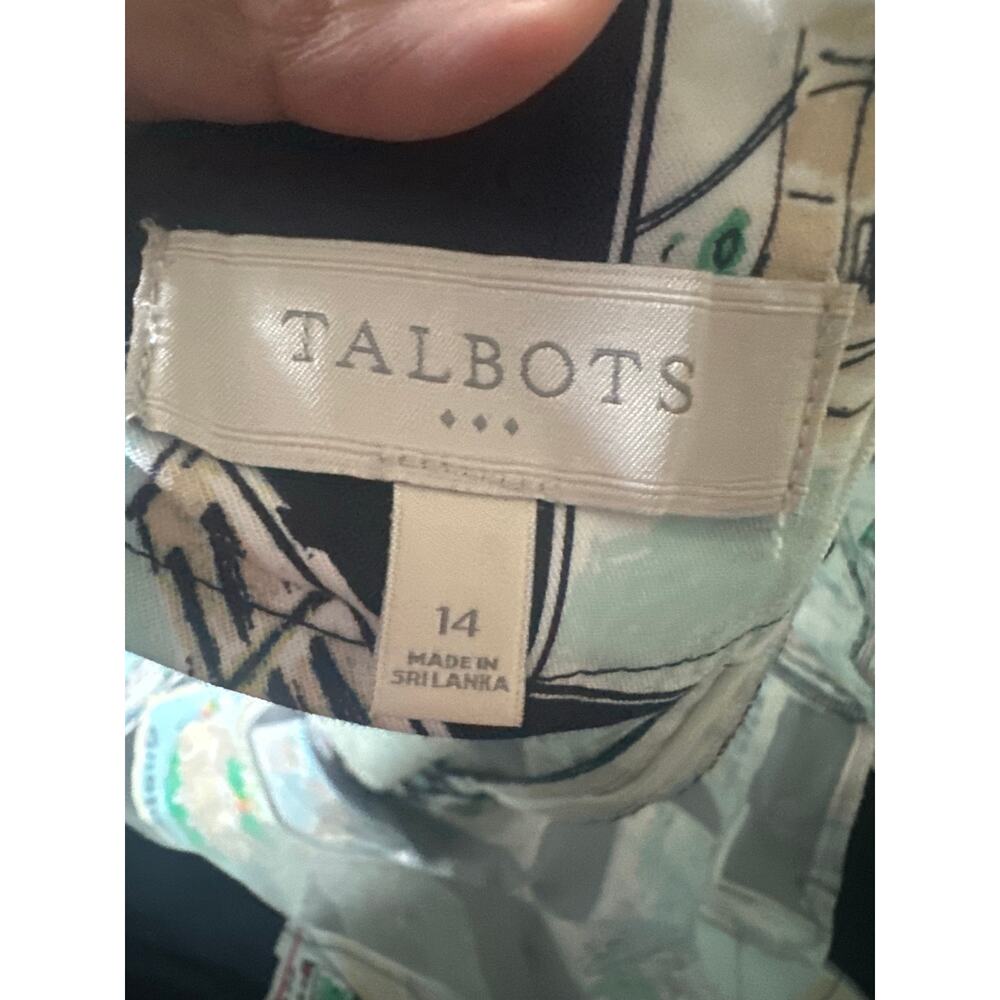 TALBOTS
14
MADE IN
SRI LANKA